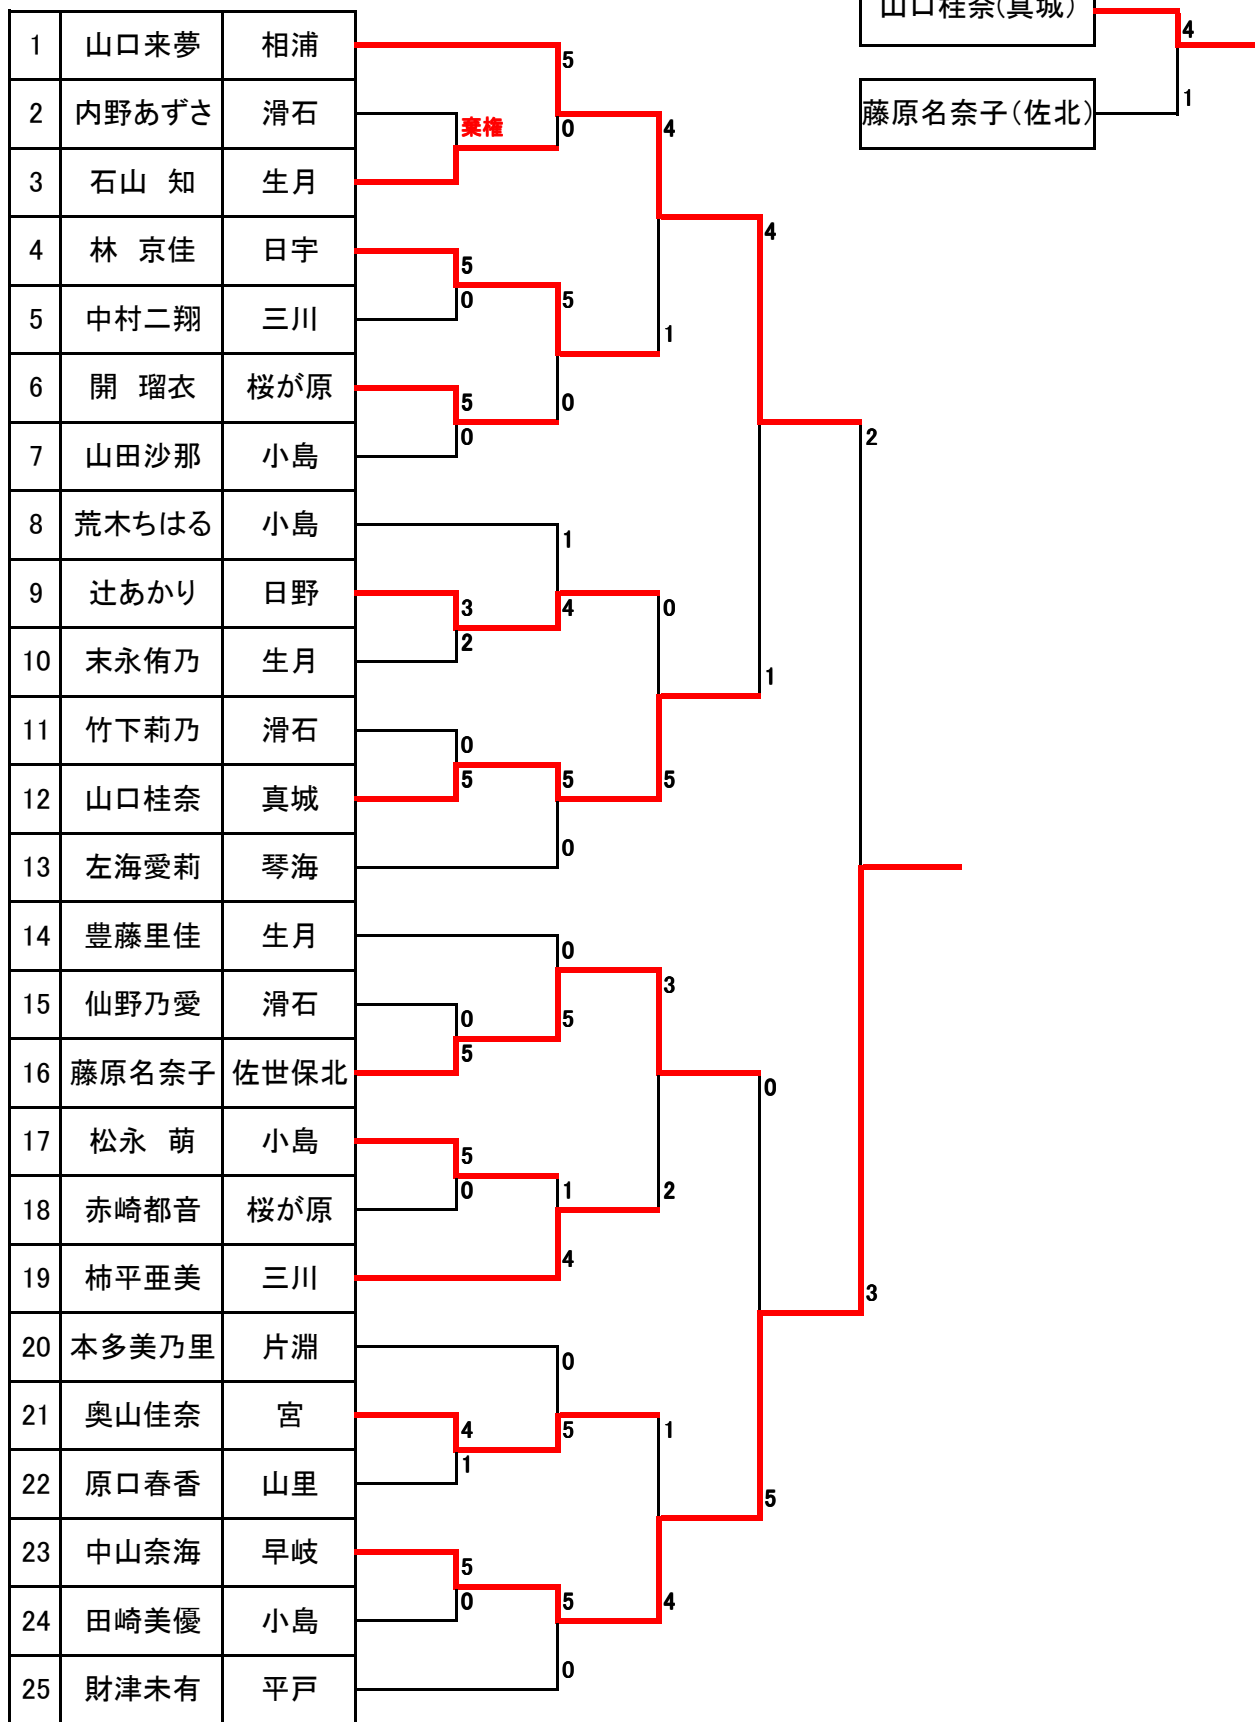 山口桂奈(真城)
4
1 山口来夢 相浦
5
1
2 内野あずさ 滑石
藤原名奈子(佐北)
棄権
0
4
3 石山 知 生月
4
4 林 京佳 日宇
5
0
5
5 中村二翔 三川
1
6 開 瑠衣 桜が原
5
0
0
2
7 山田沙那 小島
8 荒木ちはる 小島
1
9 辻あかり 日野
3
4
0
2
10 末永侑乃 生月
1
11 竹下莉乃 滑石
0
5
5
5
12 山口桂奈 真城
0
13 左海愛莉 琴海
14 豊藤里佳 生月
0
3
15 仙野乃愛 滑石
0
5
5
16 藤原名奈子 佐世保北
0
17 松永 萌 小島
5
0
1
2
18 赤崎都音 桜が原
4
19 柿平亜美 三川
3
20 本多美乃里 片淵
0
21 奥山佳奈 宮
4
5
1
1
22 原口春香 山里
5
23 中山奈海 早岐
5
0
5
4
24 田崎美優 小島
0
25 財津未有 平戸